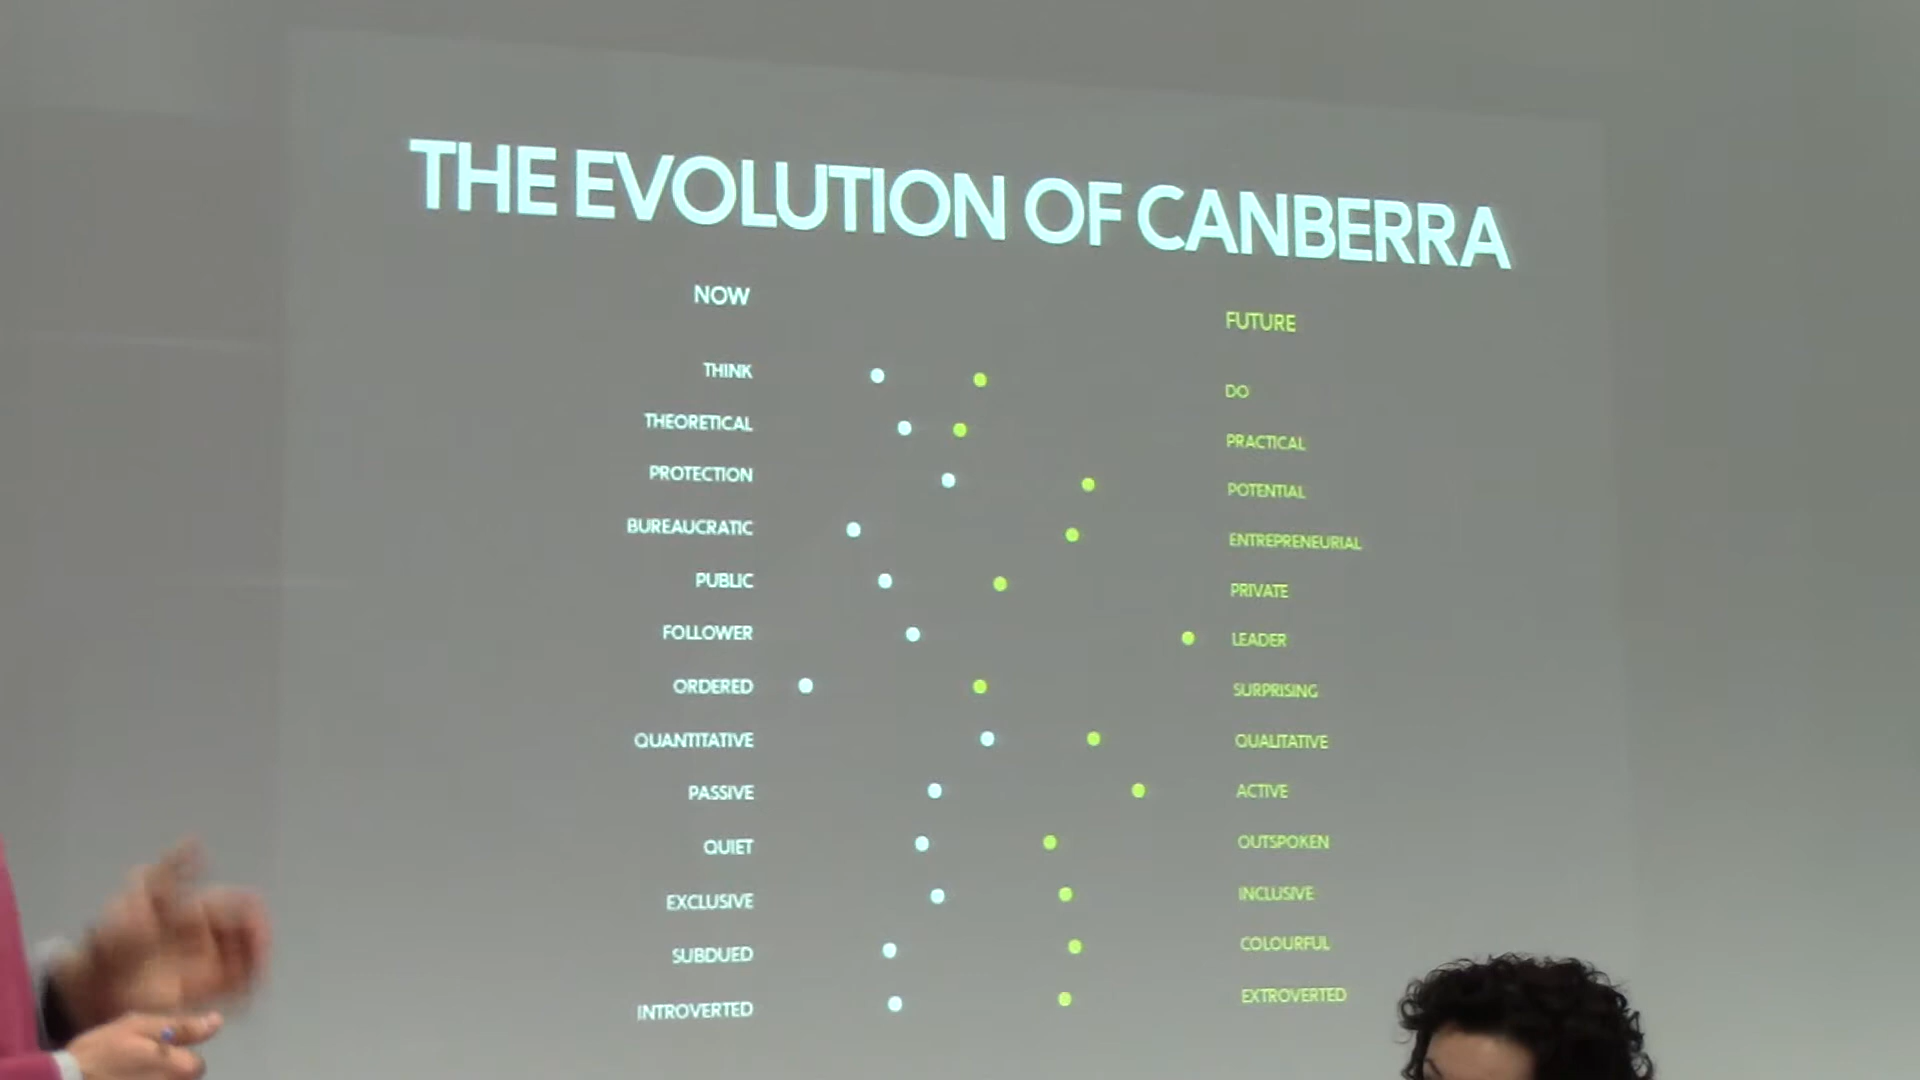 THE EVOLUTION OF CANBERRA
NOW
FUTURE
THINK DO
THEORETICAL PRACTICAL
PROTECTION POTENTIAL
BUREAUCRATIC ENTREPRENEURIAL
PUBLIC PRIVATE
FOLLOWER LEADER
ORDERED SURPRISING
QUANTITATIVE QUALITATIVE
PASSIVE ACTIVE
QUIET OUTSPOKEN
EXCLUSIVE INCLUSIVE
SUBDUED COLOURFUL
INTROVERTED EXTROVERTED